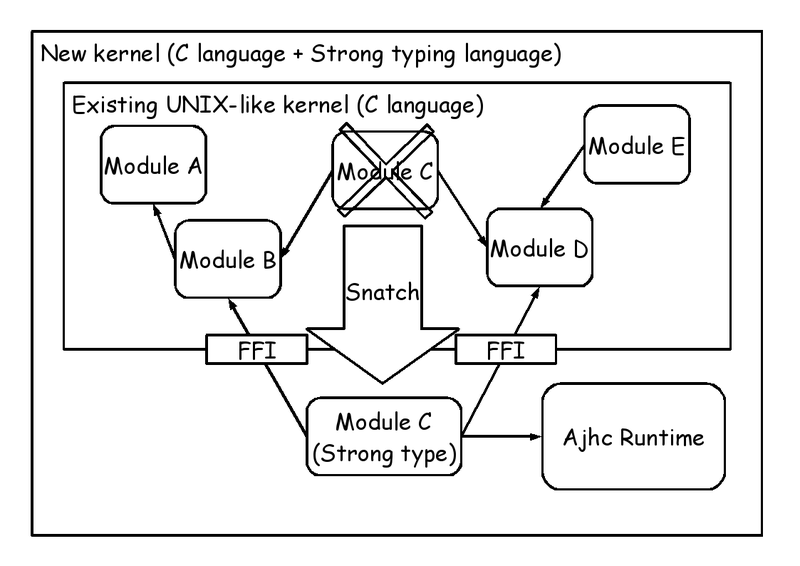 New kernel (C language + Strong typing language)
Existing UNIX-like kernel (C language)
Module A
Module C
Module E
Module B
Module D
Snatch
FFI
FFI
Module C
(Strong type)
Ajhc Runtime